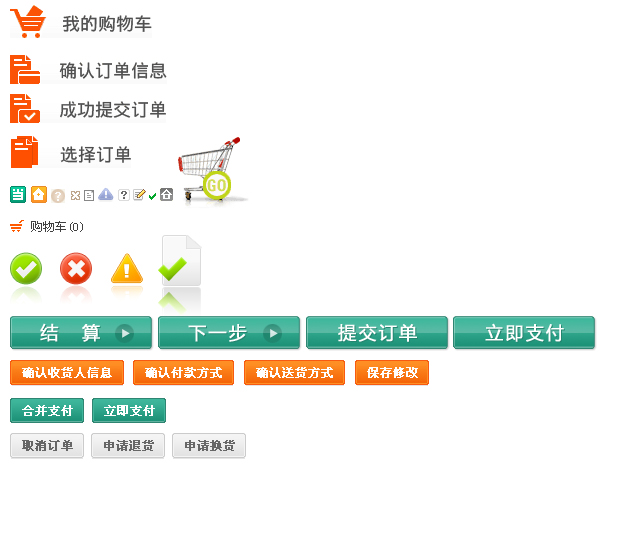 我的购物车
确认订单信息
成功提交订单
选择订单
GO
当
购物车(0)
结 算 下一步 提交订单 立即支付
确认收货人信息 确认付款方式 确认送货方式 保存修改
合并支付 立即支付
取消订单 申请退货 申请换货